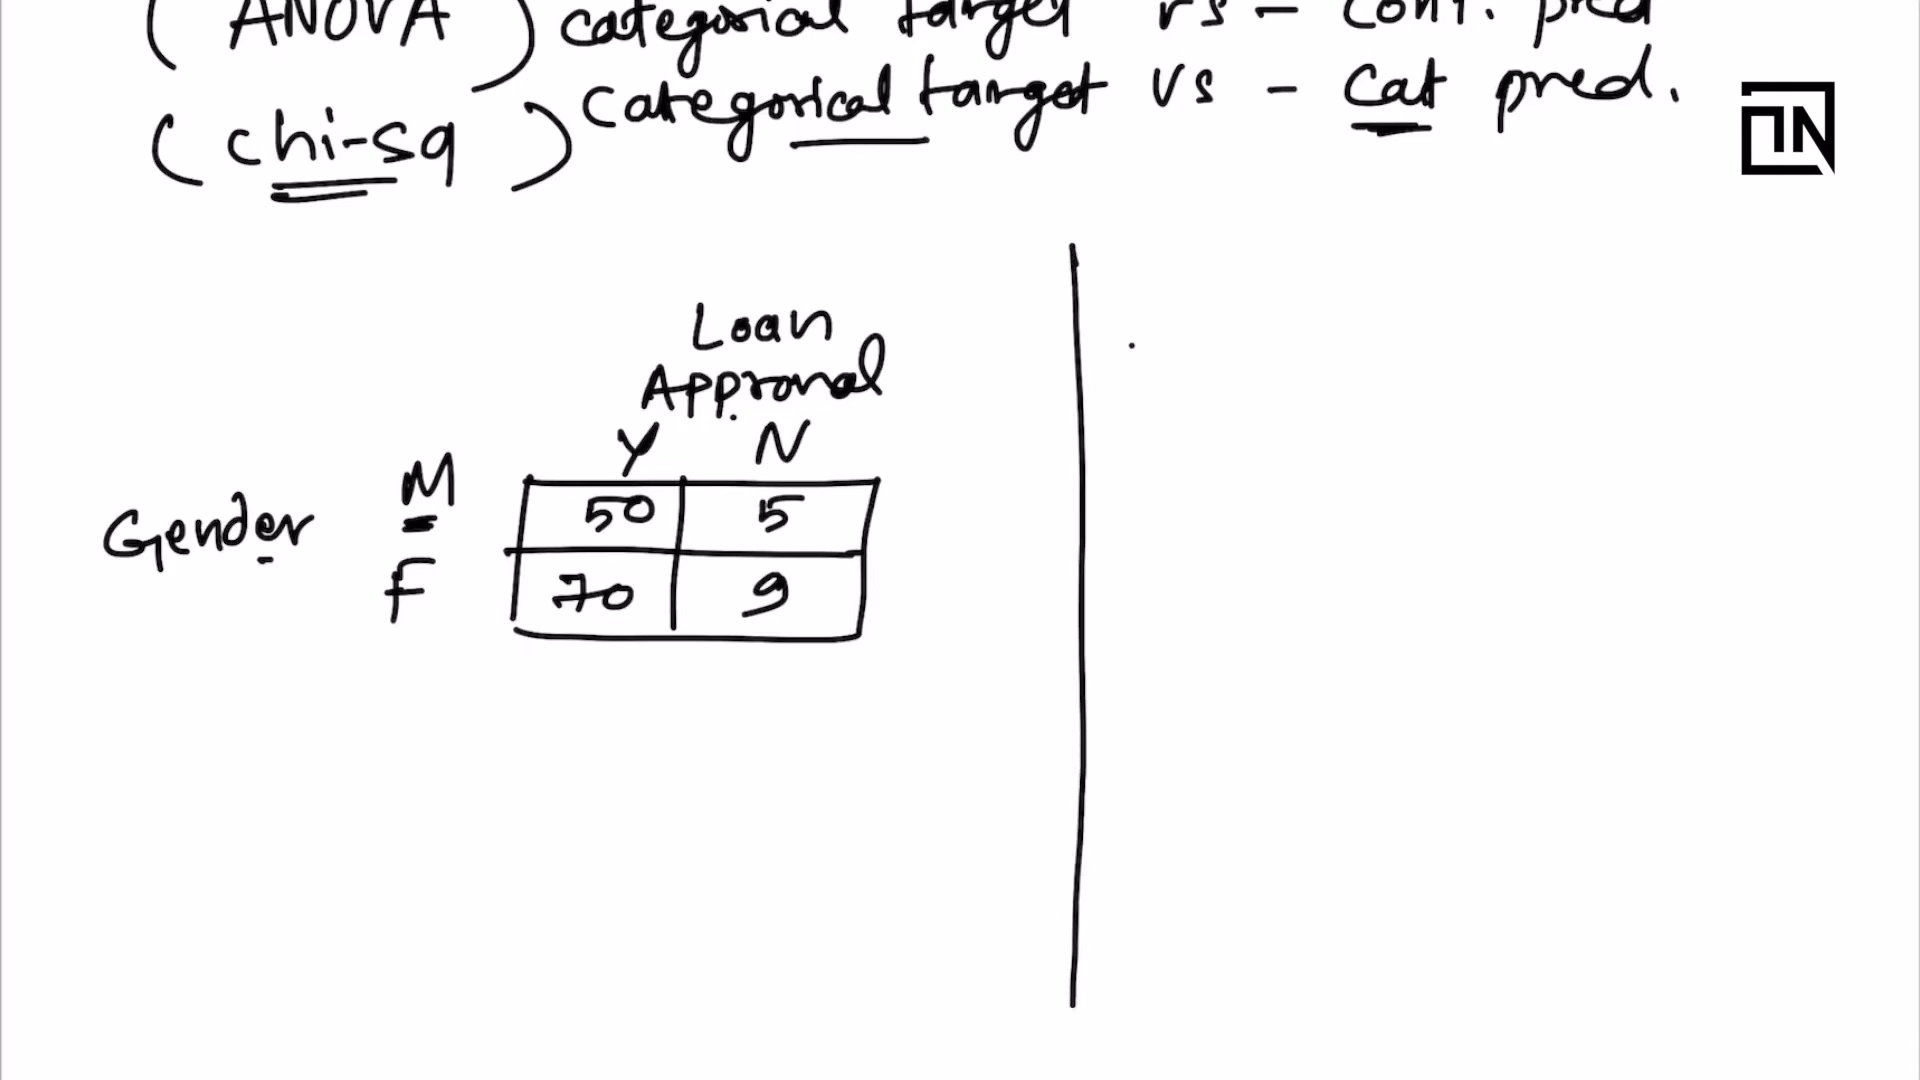 ( ANOVA ) categorical target vs - cont. pred
( chi-sq ) categorical target vs - cat pred.
Loan
Approval
Y N
Gender M 50 5
F 70 9